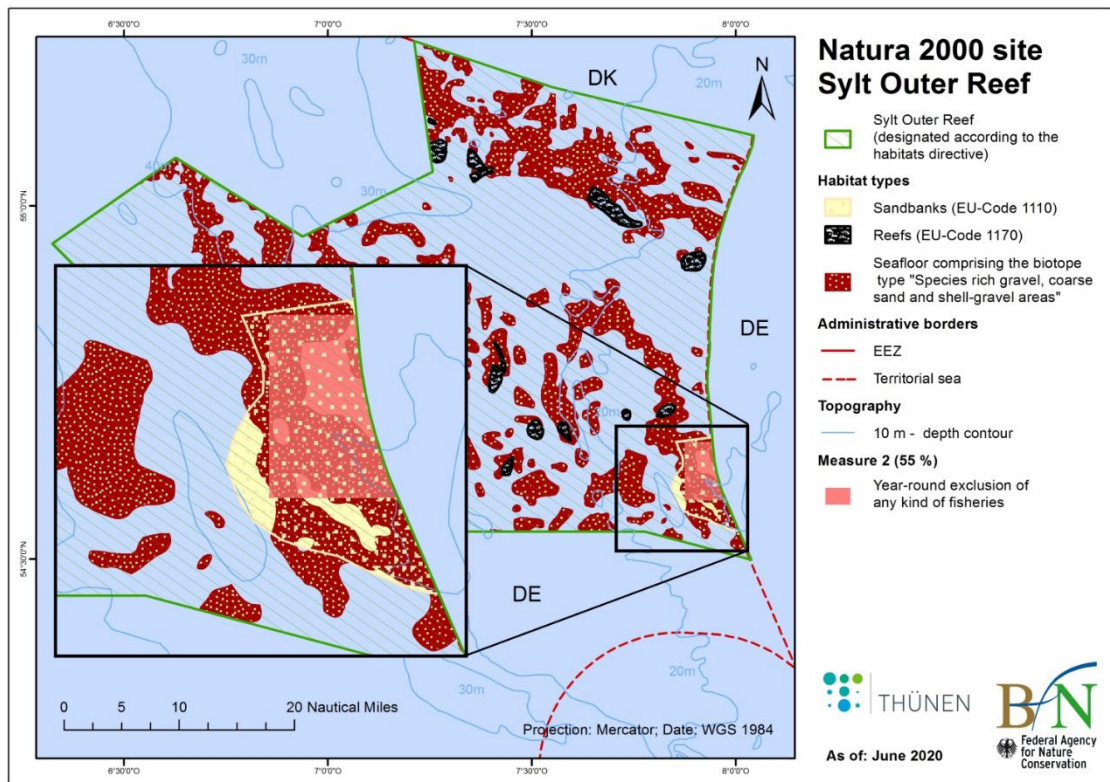 6°30'0"O
7°0'0"O
7°30'0"O
8°0'0"O
30m
20m
DK
N
40m
30m
55°0'0"N
DE
20m
54°30'0"N
DE
20m
30m
0 5 10 20 Nautical Miles
Projection: Mercator; Date: WGS 1984
6°30'0"O
7°0'0"O
7°30'0"O
8°0'0"O
Natura 2000 site
Sylt Outer Reef
Sylt Outer Reef
(designated according to the
habitats directive)
Habitat types
Sandbanks (EU-Code 1110)
Reefs (EU-Code 1170)
Seafloor comprising the biotope
type "Species rich gravel, coarse
sand and shell-gravel areas"
Administrative borders
EEZ
Territorial sea
Topography
10 m - depth contour
Measure 2 (55 %)
Year-round exclusion of
any kind of fisheries
THÜNEN
BfN
Federal Agency
for Nature
Conservation
As of: June 2020